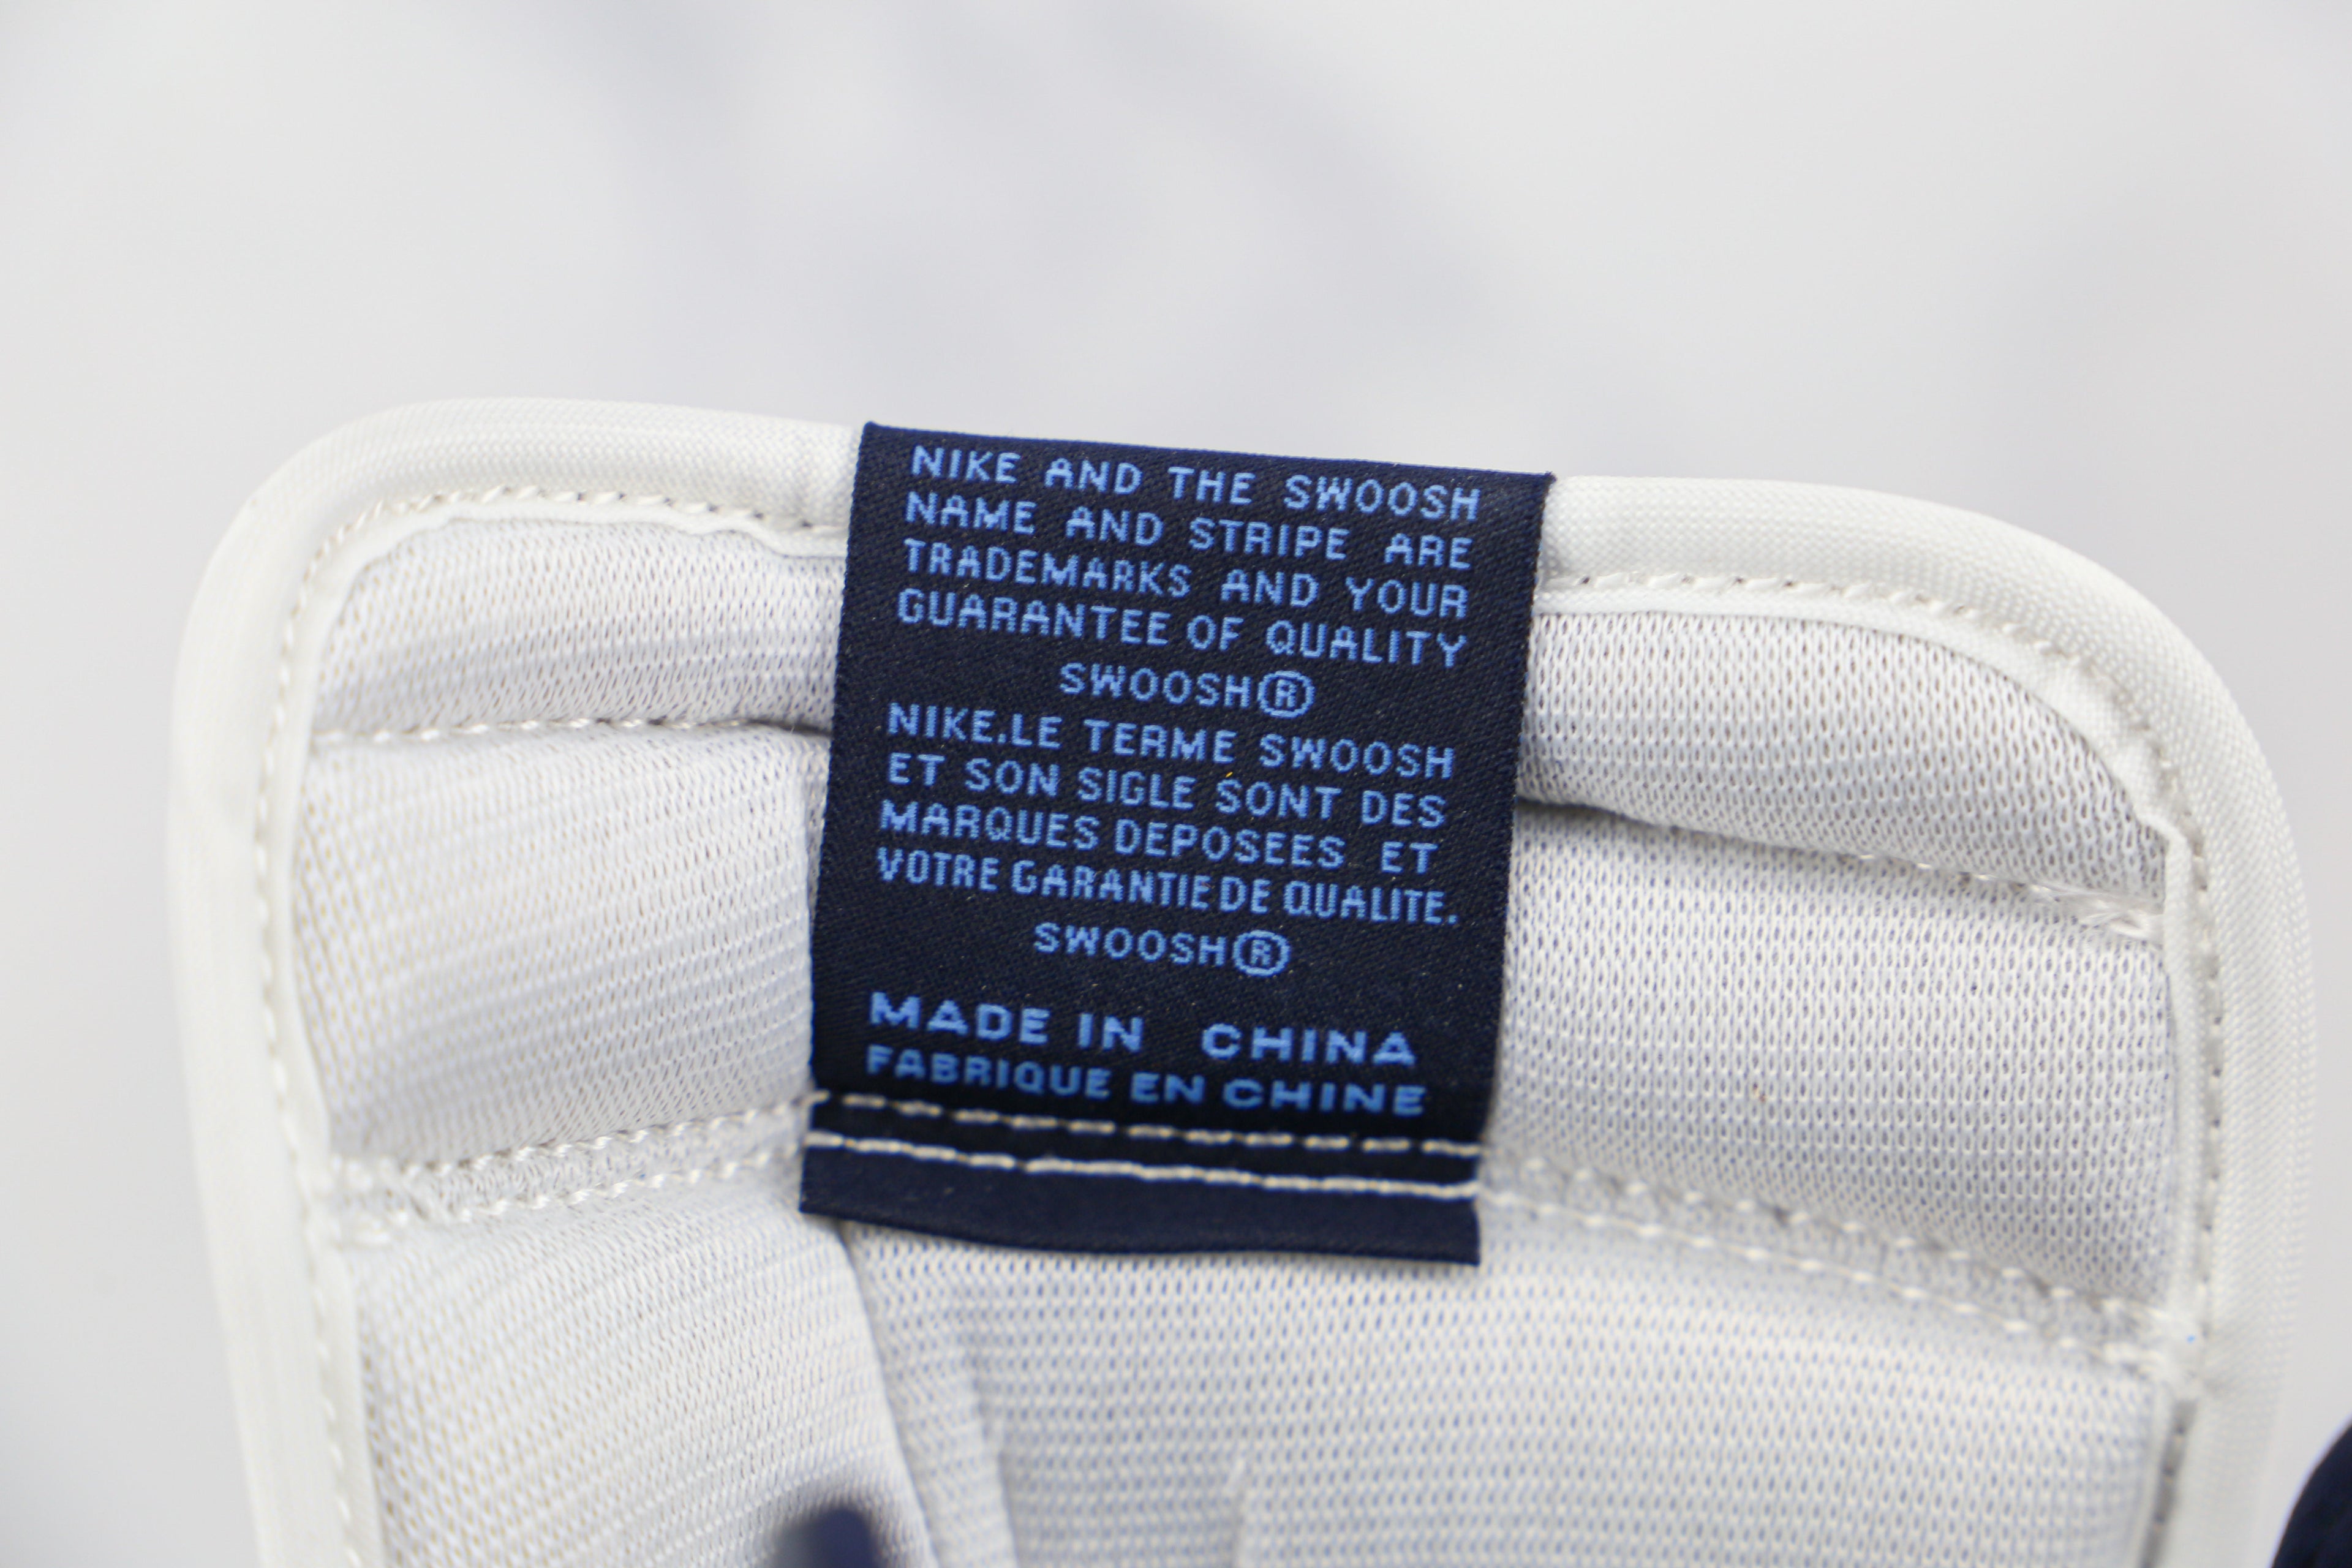 NIKE AND THE SWOOSH
NAME AND STRIPE ARE
TRADEMARKS AND YOUR
GUARANTEE OF QUALITY
SWOOSH®
NIKE.LE TERME SWOOSH
ET SON SIGLE SONT DES
MARQUES DEPOSEES ET
VOTRE GARANTIE DE QUALITE.
SWOOSH®
MADE IN CHINA
FABRIQUE EN CHINE